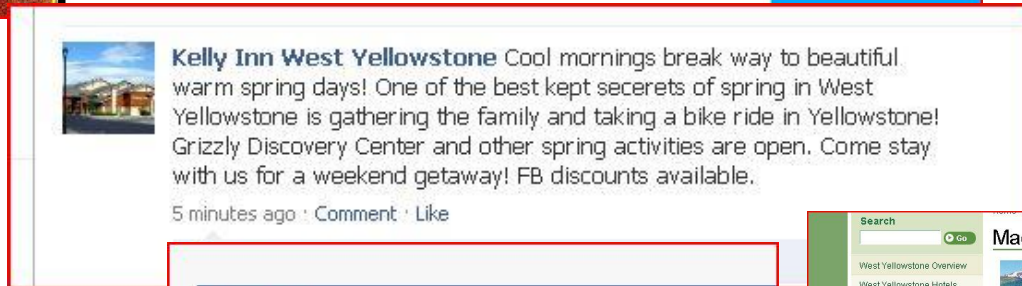 Kelly Inn West Yellowstone Cool mornings break way to beautiful
warm spring days! One of the best kept secerets of spring in West
Yellowstone is gathering the family and taking a bike ride in Yellowstone!
Grizzly Discovery Center and other spring activities are open. Come stay
with us for a weekend getaway! FB discounts available.
5 minutes ago · Comment · Like
Search
Go
West Yellowstone Overview
West Yellowstone Hotels